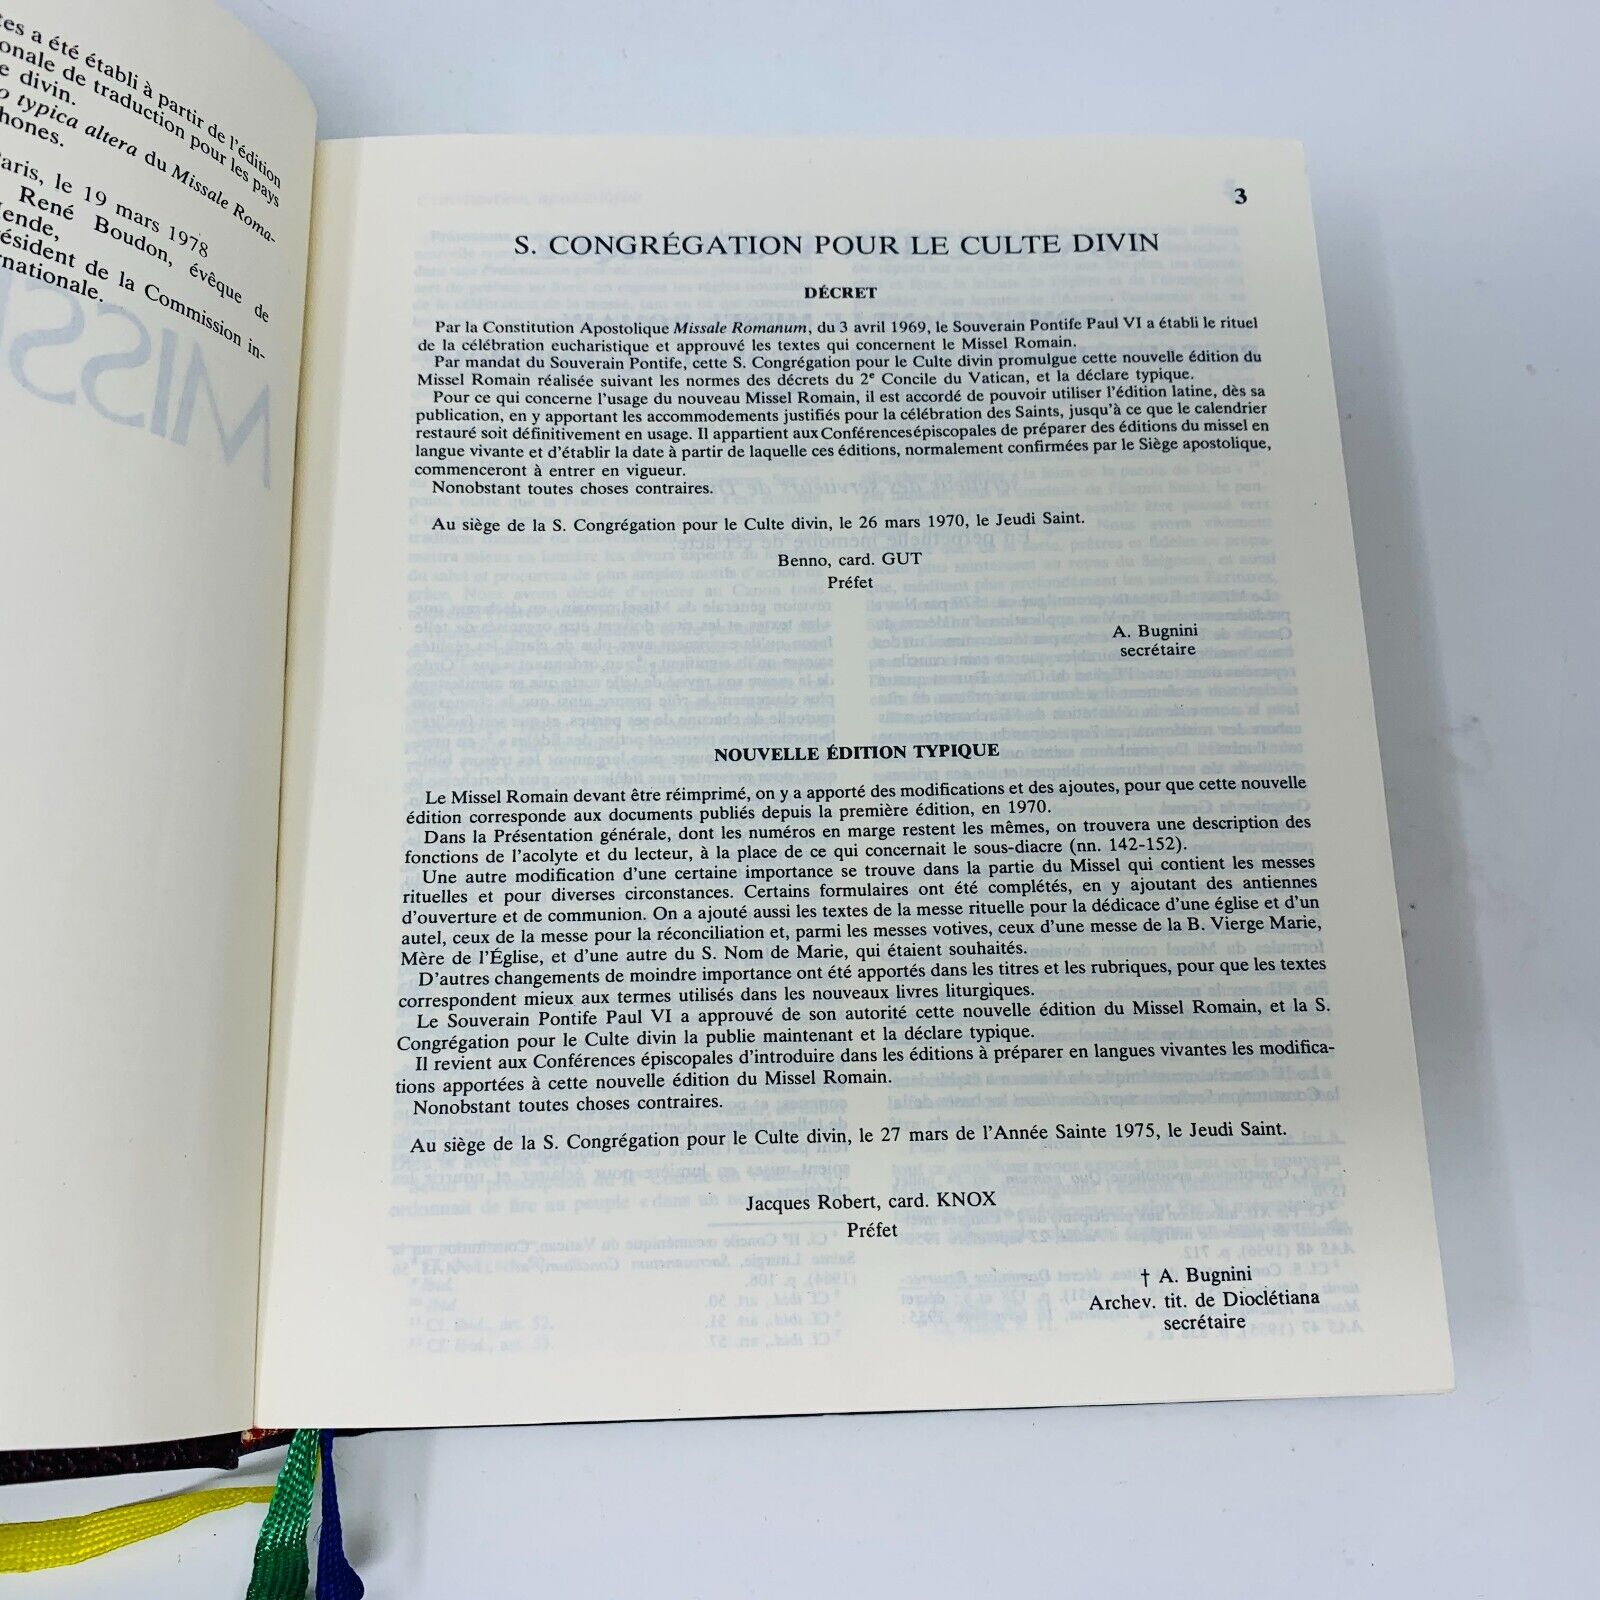 tes a été établi à partir de l'édition
onale de traduction pour les pays
e divin.
o typica altera du Missale Roma-
hones.
Paris, le 19 mars 1978
René Boudon, évêque de
Mende,
résident de la Commission in-
rnationale.
MISSE
3
S. CONGRÉGATION POUR LE CULTE DIVIN
DÉCRET
Par la Constitution Apostolique Missale Romanum, du 3 avril 1969, le Souverain Pontife Paul VI a établi le rituel
de la célébration eucharistique et approuvé les textes qui concernent le Missel Romain.
Par mandat du Souverain Pontife, cette S. Congrégation pour le Culte divin promulgue cette nouvelle édition du
Missel Romain réalisée suivant les normes des décrets du 2e Concile du Vatican, et la déclare typique.
Pour ce qui concerne l'usage du nouveau Missel Romain, il est accordé de pouvoir utiliser l'édition latine, dès sa
publication, en y apportant les accommodements justifiés pour la célébration des Saints, jusqu'à ce que le calendrier
restauré soit définitivement en usage. Il appartient aux Conférences épiscopales de préparer des éditions du missel en
langue vivante et d'établir la date à partir de laquelle ces éditions, normalement confirmées par le Siège apostolique,
commenceront à entrer en vigueur.
Nonobstant toutes choses contraires.
Au siège de la S. Congrégation pour le Culte divin, le 26 mars 1970, le Jeudi Saint.
Benno, card. GUT
Préfet
A. Bugnini
secrétaire
NOUVELLE ÉDITION TYPIQUE
Le Missel Romain devant être réimprimé, on y a apporté des modifications et des ajoutes, pour que cette nouvelle
édition corresponde aux documents publiés depuis la première édition, en 1970.
Dans la Présentation générale, dont les numéros en marge restent les mêmes, on trouvera une description des
fonctions de l'acolyte et du lecteur, à la place de ce qui concernait le sous-diacre (nn. 142-152).
Une autre modification d'une certaine importance se trouve dans la partie du Missel qui contient les messes
rituelles et pour diverses circonstances. Certains formulaires ont été complétés, en y ajoutant des antiennes
d'ouverture et de communion. On a ajouté aussi les textes de la messe rituelle pour la dédicace d'une église et d'un
autel, ceux de la messe pour la réconciliation et, parmi les messes votives, ceux d'une messe de la B. Vierge Marie,
Mère de l'Église, et d'une autre du S. Nom de Marie, qui étaient souhaités.
D'autres changements de moindre importance ont été apportés dans les titres et les rubriques, pour que les textes
correspondent mieux aux termes utilisés dans les nouveaux livres liturgiques.
Le Souverain Pontife Paul VI a approuvé de son autorité cette nouvelle édition du Missel Romain, et la S.
Congrégation pour le Culte divin la publie maintenant et la déclare typique.
Il revient aux Conférences épiscopales d'introduire dans les éditions à préparer en langues vivantes les modifica-
tions apportées à cette nouvelle édition du Missel Romain.
Nonobstant toutes choses contraires.
Au siège de la S. Congrégation pour le Culte divin, le 27 mars de l'Année Sainte 1975, le Jeudi Saint.
Jacques Robert, card. KNOX
Préfet
† A. Bugnini
Archev. tit. de Dioclétiana
secrétaire